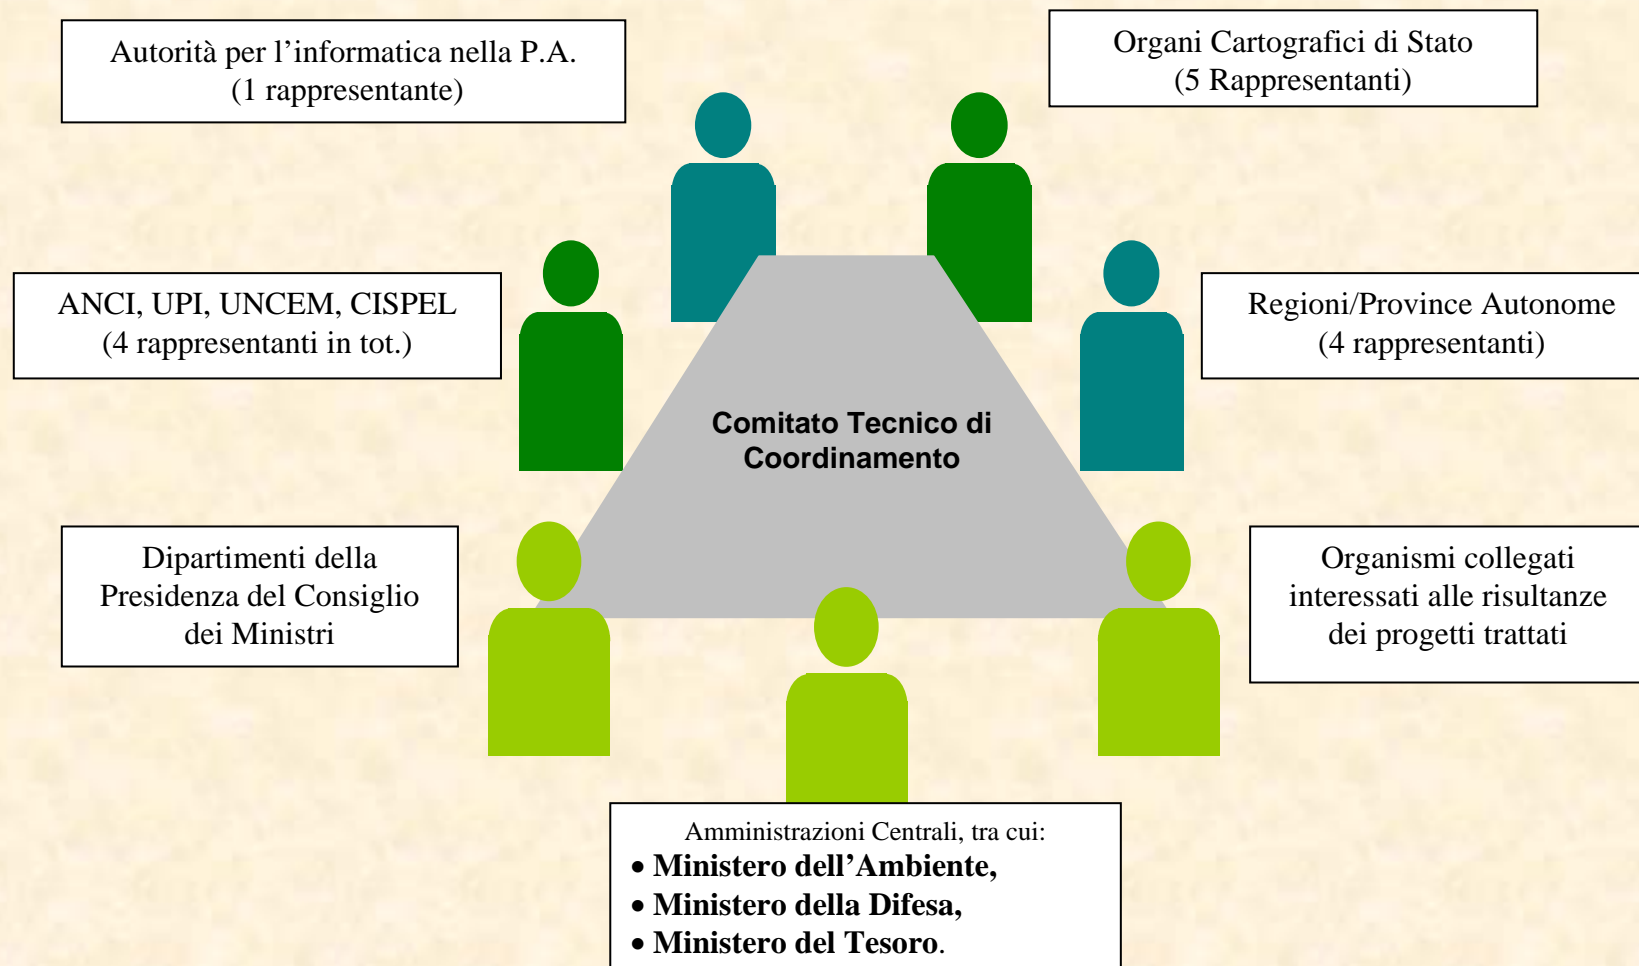 Autorità per l’informatica nella P.A.
(1 rappresentante)
Organi Cartografici di Stato
(5 Rappresentanti)
ANCI, UPI, UNCEM, CISPEL
(4 rappresentanti in tot.)
Regioni/Province Autonome
(4 rappresentanti)
Comitato Tecnico di
Coordinamento
Dipartimenti della
Presidenza del Consiglio
dei Ministri
Organismi collegati
interessati alle risultanze
dei progetti trattati
Amministrazioni Centrali, tra cui:
• Ministero dell’Ambiente,
• Ministero della Difesa,
• Ministero del Tesoro.